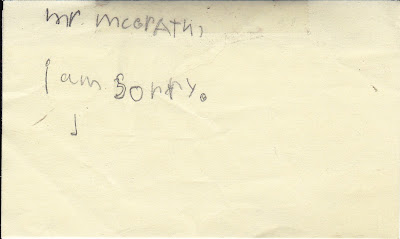 mr. mcGrATH,
I am Sorry.
J